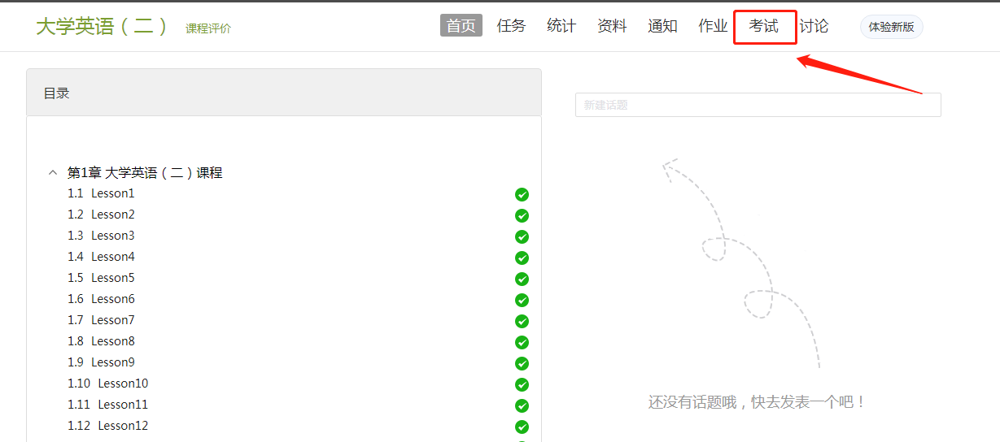 大学英语（二） 课程评价 首页 任务 统计 资料 通知 作业 考试 讨论 体验新版
目录
新建话题
第1章 大学英语（二）课程
1.1 Lesson1
1.2 Lesson2
1.3 Lesson3
1.4 Lesson4
1.5 Lesson5
1.6 Lesson6
1.7 Lesson7
1.8 Lesson8
1.9 Lesson9
1.10 Lesson10
1.11 Lesson11
1.12 Lesson12
还没有话题哦，快去发表一个吧！